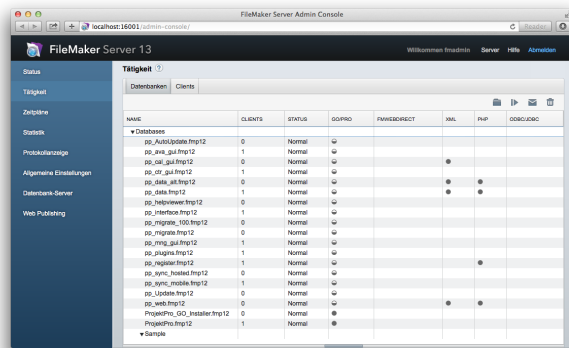 FileMaker Server Admin Console
localhost:16001/admin-console/
Reader
FileMaker Server 13
Willkommen fmadmin Server Hilfe Abmelden
Status
Tätigkeit
Zeitpläne
Statistik
Protokollanzeige
Allgemeine Einstellungen
Datenbank-Server
Web Publishing
Tätigkeit ?
Datenbanken Clients
NAME CLIENTS STATUS GO/PRO FMWEBDIRECT XML PHP ODBC/JDBC
Databases
pp_AutoUpdate.fmp12 0 Normal
pp_ava_gui.fmp12 1 Normal
pp_cal_gui.fmp12 0 Normal
pp_ctr_gui.fmp12 1 Normal
pp_data_alt.fmp12 0 Normal
pp_data.fmp12 1 Normal
pp_helpviewer.fmp12 0 Normal
pp_interface.fmp12 1 Normal
pp_migrate_100.fmp12 0 Normal
pp_migrate.fmp12 0 Normal
pp_mng_gui.fmp12 1 Normal
pp_plugins.fmp12 1 Normal
pp_register.fmp12 1 Normal
pp_sync_hosted.fmp12 0 Normal
pp_sync_mobile.fmp12 1 Normal
pp_Update.fmp12 0 Normal
pp_web.fmp12 0 Normal
ProjektPro_GO_Installer.fmp12 0 Normal
ProjektPro.fmp12 1 Normal
Sample